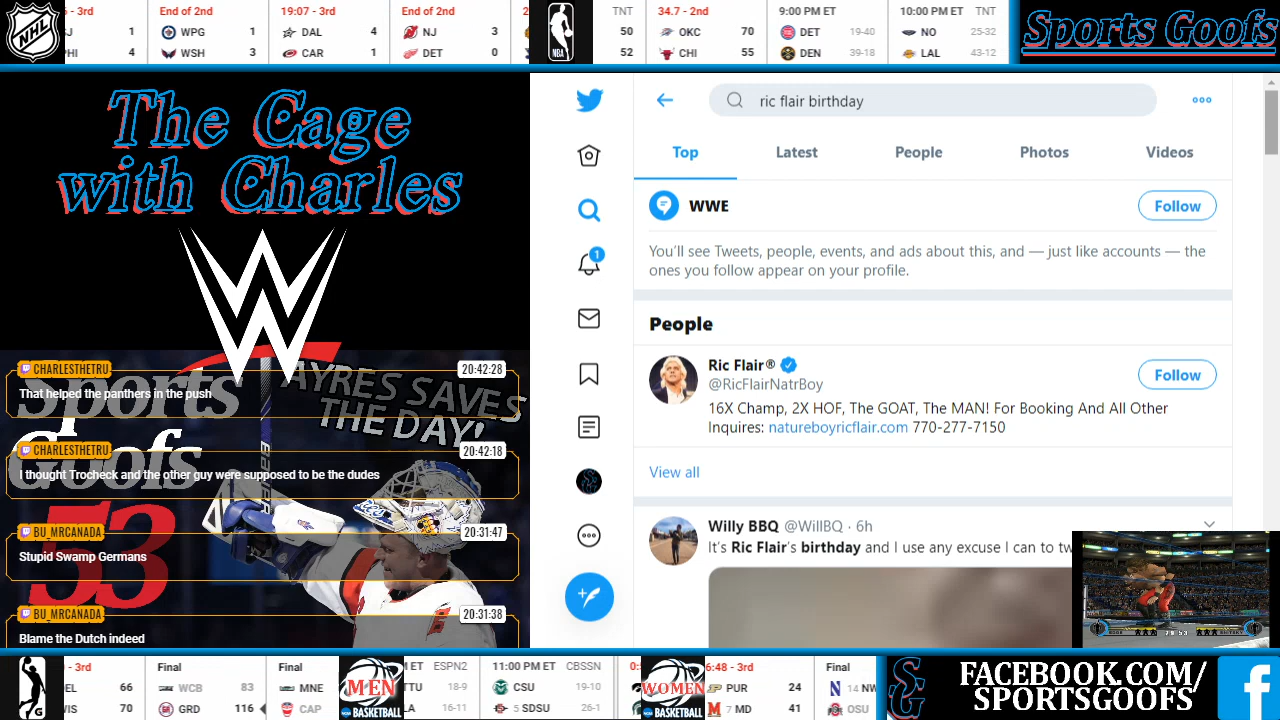 NHL
- 3rd
SJ 1
PHI 4
End of 2nd
WPG 1
WSH 3
19:07 - 3rd
DAL 4
CAR 1
End of 2nd
NJ 3
DET 0
NBA
TNT
50
52
34.7 - 2nd
OKC 70
CHI 55
9:00 PM ET
DET 19-40
DEN 39-18
10:00 PM ET TNT
NO 25-32
LAL 43-12
Sports Goofs
The Cage
with Charles
W
AYRES SAVES
THE DAY!
Sports
Goofs
53
CHARLESTHETRU 20:42:28
That helped the panthers in the push
CHARLESTHETRU 20:42:18
I thought Trocheck and the other guy were supposed to be the dudes
BU_MRCANADA 20:31:47
Stupid Swamp Germans
BU_MRCANADA 20:31:38
Blame the Dutch indeed
ric flair birthday
Top Latest People Photos Videos
1
WWE Follow
You'll see Tweets, people, events, and ads about this, and — just like accounts — the
ones you follow appear on your profile.
People
Ric Flair®
@RicFlairNatrBoy
Follow
16X Champ, 2X HOF, The GOAT, The MAN! For Booking And All Other
Inquires: natureboyricflair.com 770-277-7150
View all
Willy BBQ @WillBQ · 6h
It's Ric Flair's birthday and I use any excuse I can to tw
- 3rd
EL 66
VIS 70
Final
WCB 83
GRD 116
Final
MNE
CAP
MEN
BASKETBALL
ET ESPN2
TTU 18-9
LA 16-11
11:00 PM ET CBSSN
CSU 19-10
5 SDSU 26-1
0:
WOMEN
BASKETBALL
6:48 - 3rd
PUR 24
7 MD 41
Final
14 NW
OSU
SG
FACEBOOK.COM/
SPORTSGOOFS
f